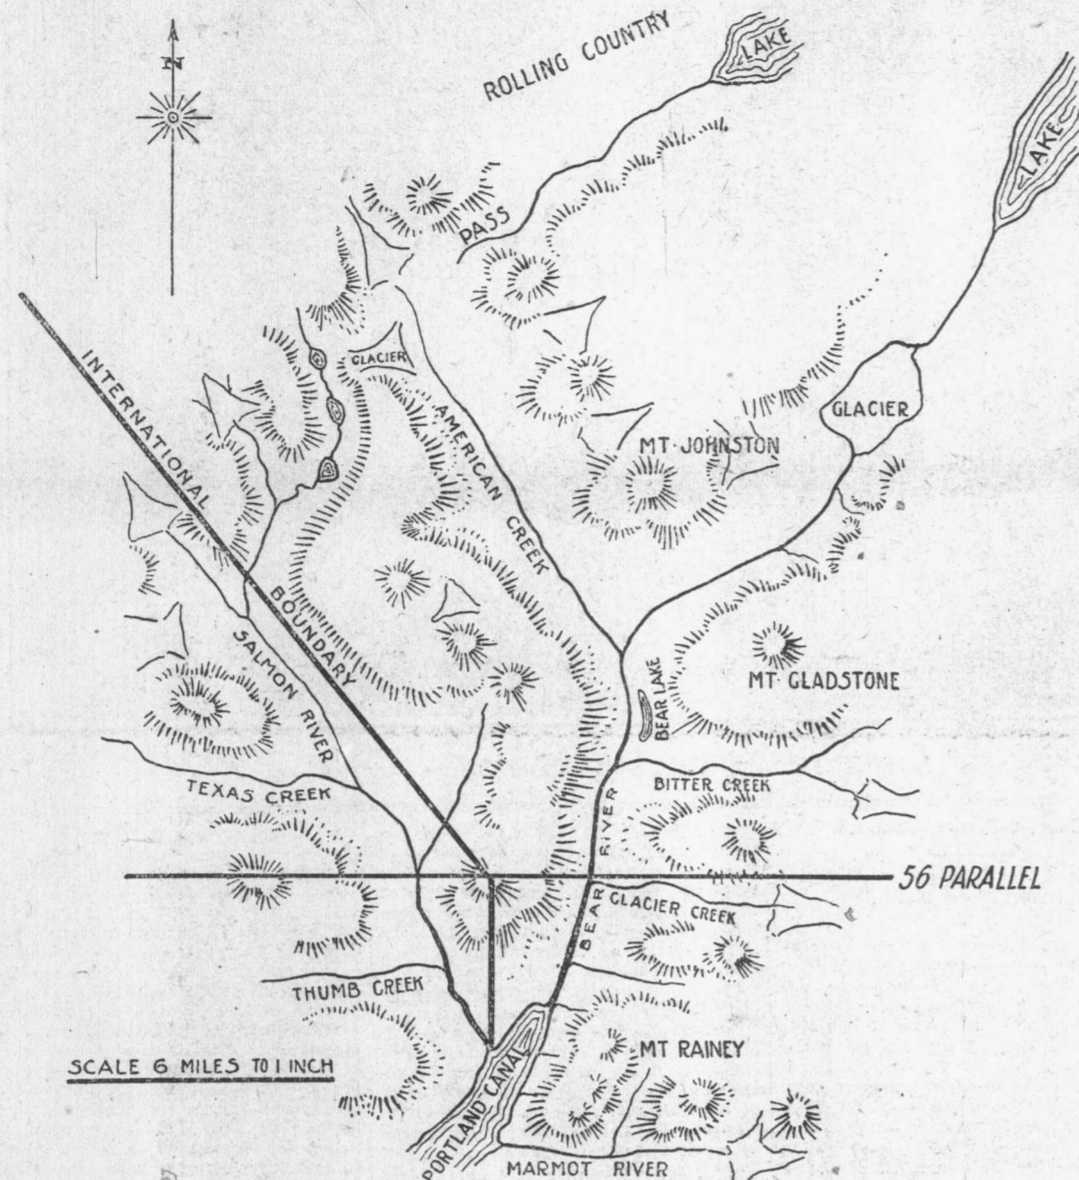 N
ROLLING COUNTRY
LAKE
LAKE
PASS
INTERNATIONAL
BOUNDARY
GLACIER
AMERICAN
CREEK
GLACIER
MT. JOHNSTON
SALMON
RIVER
BEAR LAKE
MT. GLADSTONE
TEXAS CREEK
BITTER CREEK
RIVER
BEAR
56 PARALLEL
GLACIER CREEK
THUMB CREEK
SCALE 6 MILES TO 1 INCH
MT RAINEY
PORTLAND CANAL
MARMOT RIVER